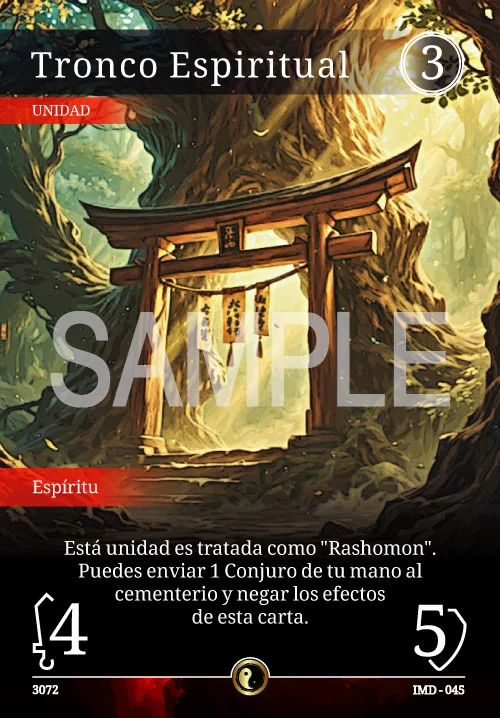 Tronco Espiritual
3
UNIDAD
SAMPLE
Espíritu
Está unidad es tratada como "Rashomon".
Puedes enviar 1 Conjuro de tu mano al
cementerio y negar los efectos
de esta carta.
4
5
3072
IMD - 045